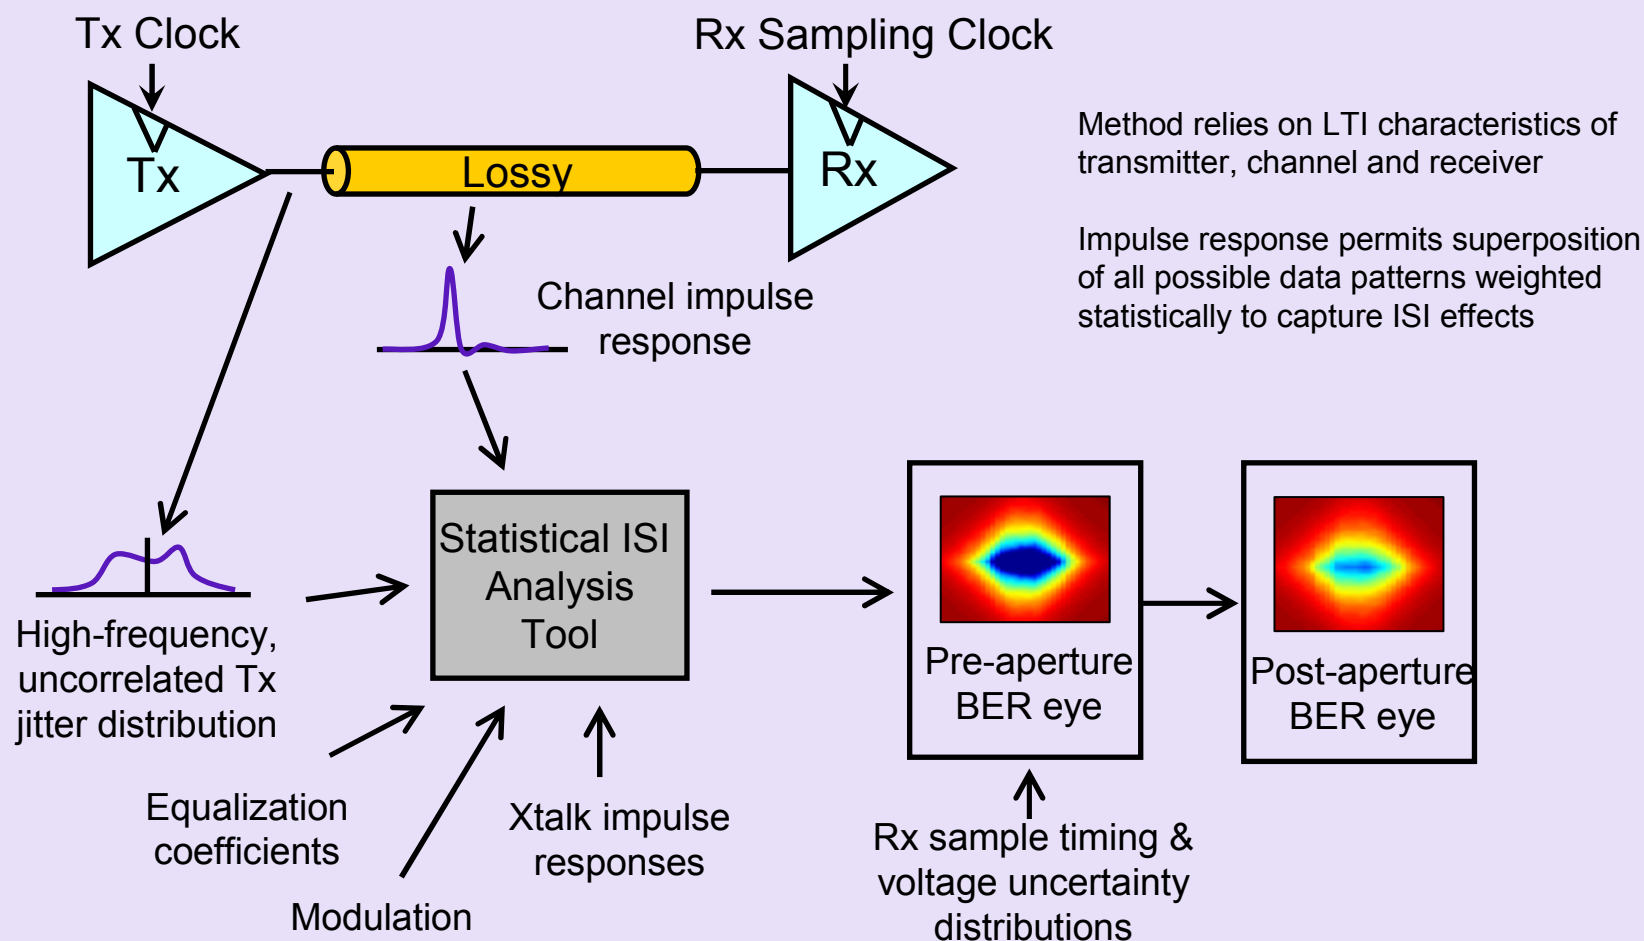 Tx Clock
Rx Sampling Clock
Tx
Lossy
Rx
Method relies on LTI characteristics of
transmitter, channel and receiver
Impulse response permits superposition
of all possible data patterns weighted
statistically to capture ISI effects
Channel impulse
response
Statistical ISI
Analysis
Tool
High-frequency,
uncorrelated Tx
jitter distribution
Pre-aperture
BER eye
Post-aperture
BER eye
Equalization
coefficients
Xtalk impulse
responses
Modulation
Rx sample timing &
voltage uncertainty
distributions